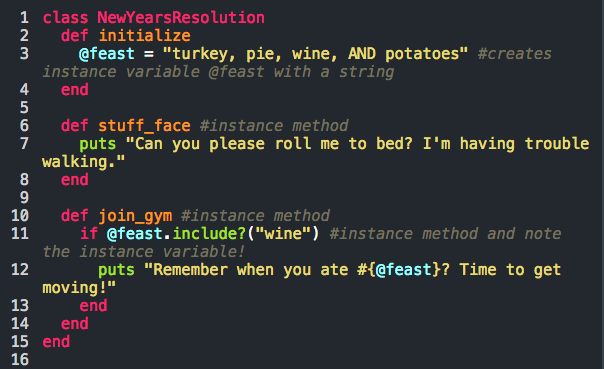 1 class NewYearsResolution
2   def initialize
3     @feast = "turkey, pie, wine, AND potatoes" #creates
instance variable @feast with a string
4   end
5
6   def stuff_face #instance method
7     puts "Can you please roll me to bed? I'm having trouble
walking."
8   end
9
10   def join_gym #instance method
11     if @feast.include?("wine") #instance method and note
the instance variable!
12       puts "Remember when you ate #{@feast}? Time to get
moving!"
13     end
14   end
15 end
16